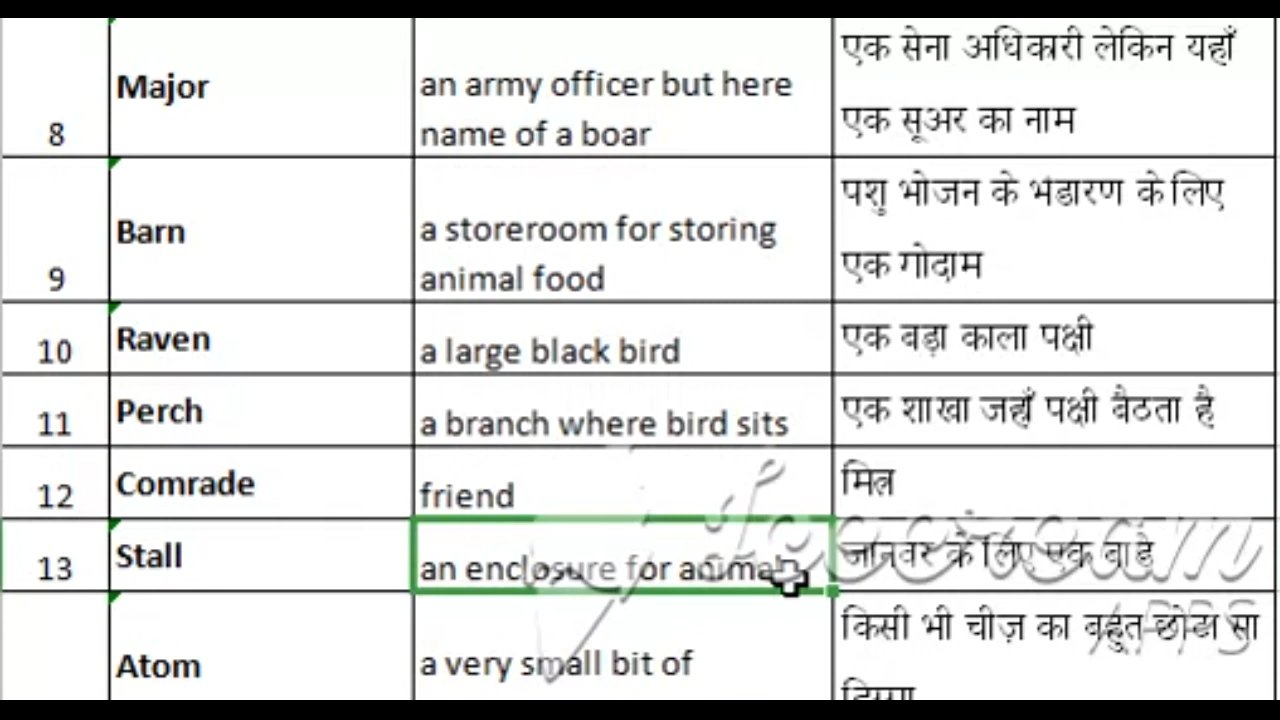 8 Major an army officer but here name of a boar एक सेना अधिकारी लेकिन यहाँ एक सूअर का नाम
9 Barn a storeroom for storing animal food पशु भोजन के भंडारण के लिए एक गोदाम
10 Raven a large black bird एक बड़ा काला पक्षी
11 Perch a branch where bird sits एक शाखा जहाँ पक्षी बैठता है
12 Comrade friend मित्र
13 Stall an enclosure for animal जानवर के लिए एक बाड़े
Atom a very small bit of किसी भी चीज़ का बहुत छोटा सा
APPS